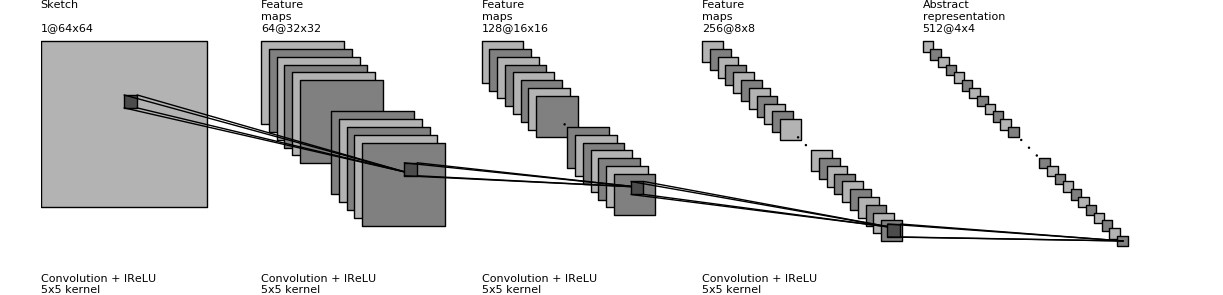 Sketch
1@64x64
Feature
maps
64@32x32
Feature
maps
128@16x16
Feature
maps
256@8x8
Abstract
representation
512@4x4
Convolution + lReLU
5x5 kernel
Convolution + lReLU
5x5 kernel
Convolution + lReLU
5x5 kernel
Convolution + lReLU
5x5 kernel